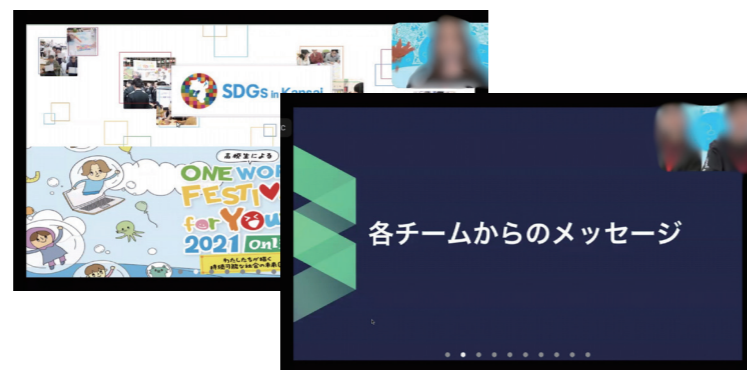 SDGs in Kansai
高校生による
ONE WOR
FESTIV
for YOU
2021 Onl
わたしたちが描く
持続可能な社会の未来
各チームからのメッセージ